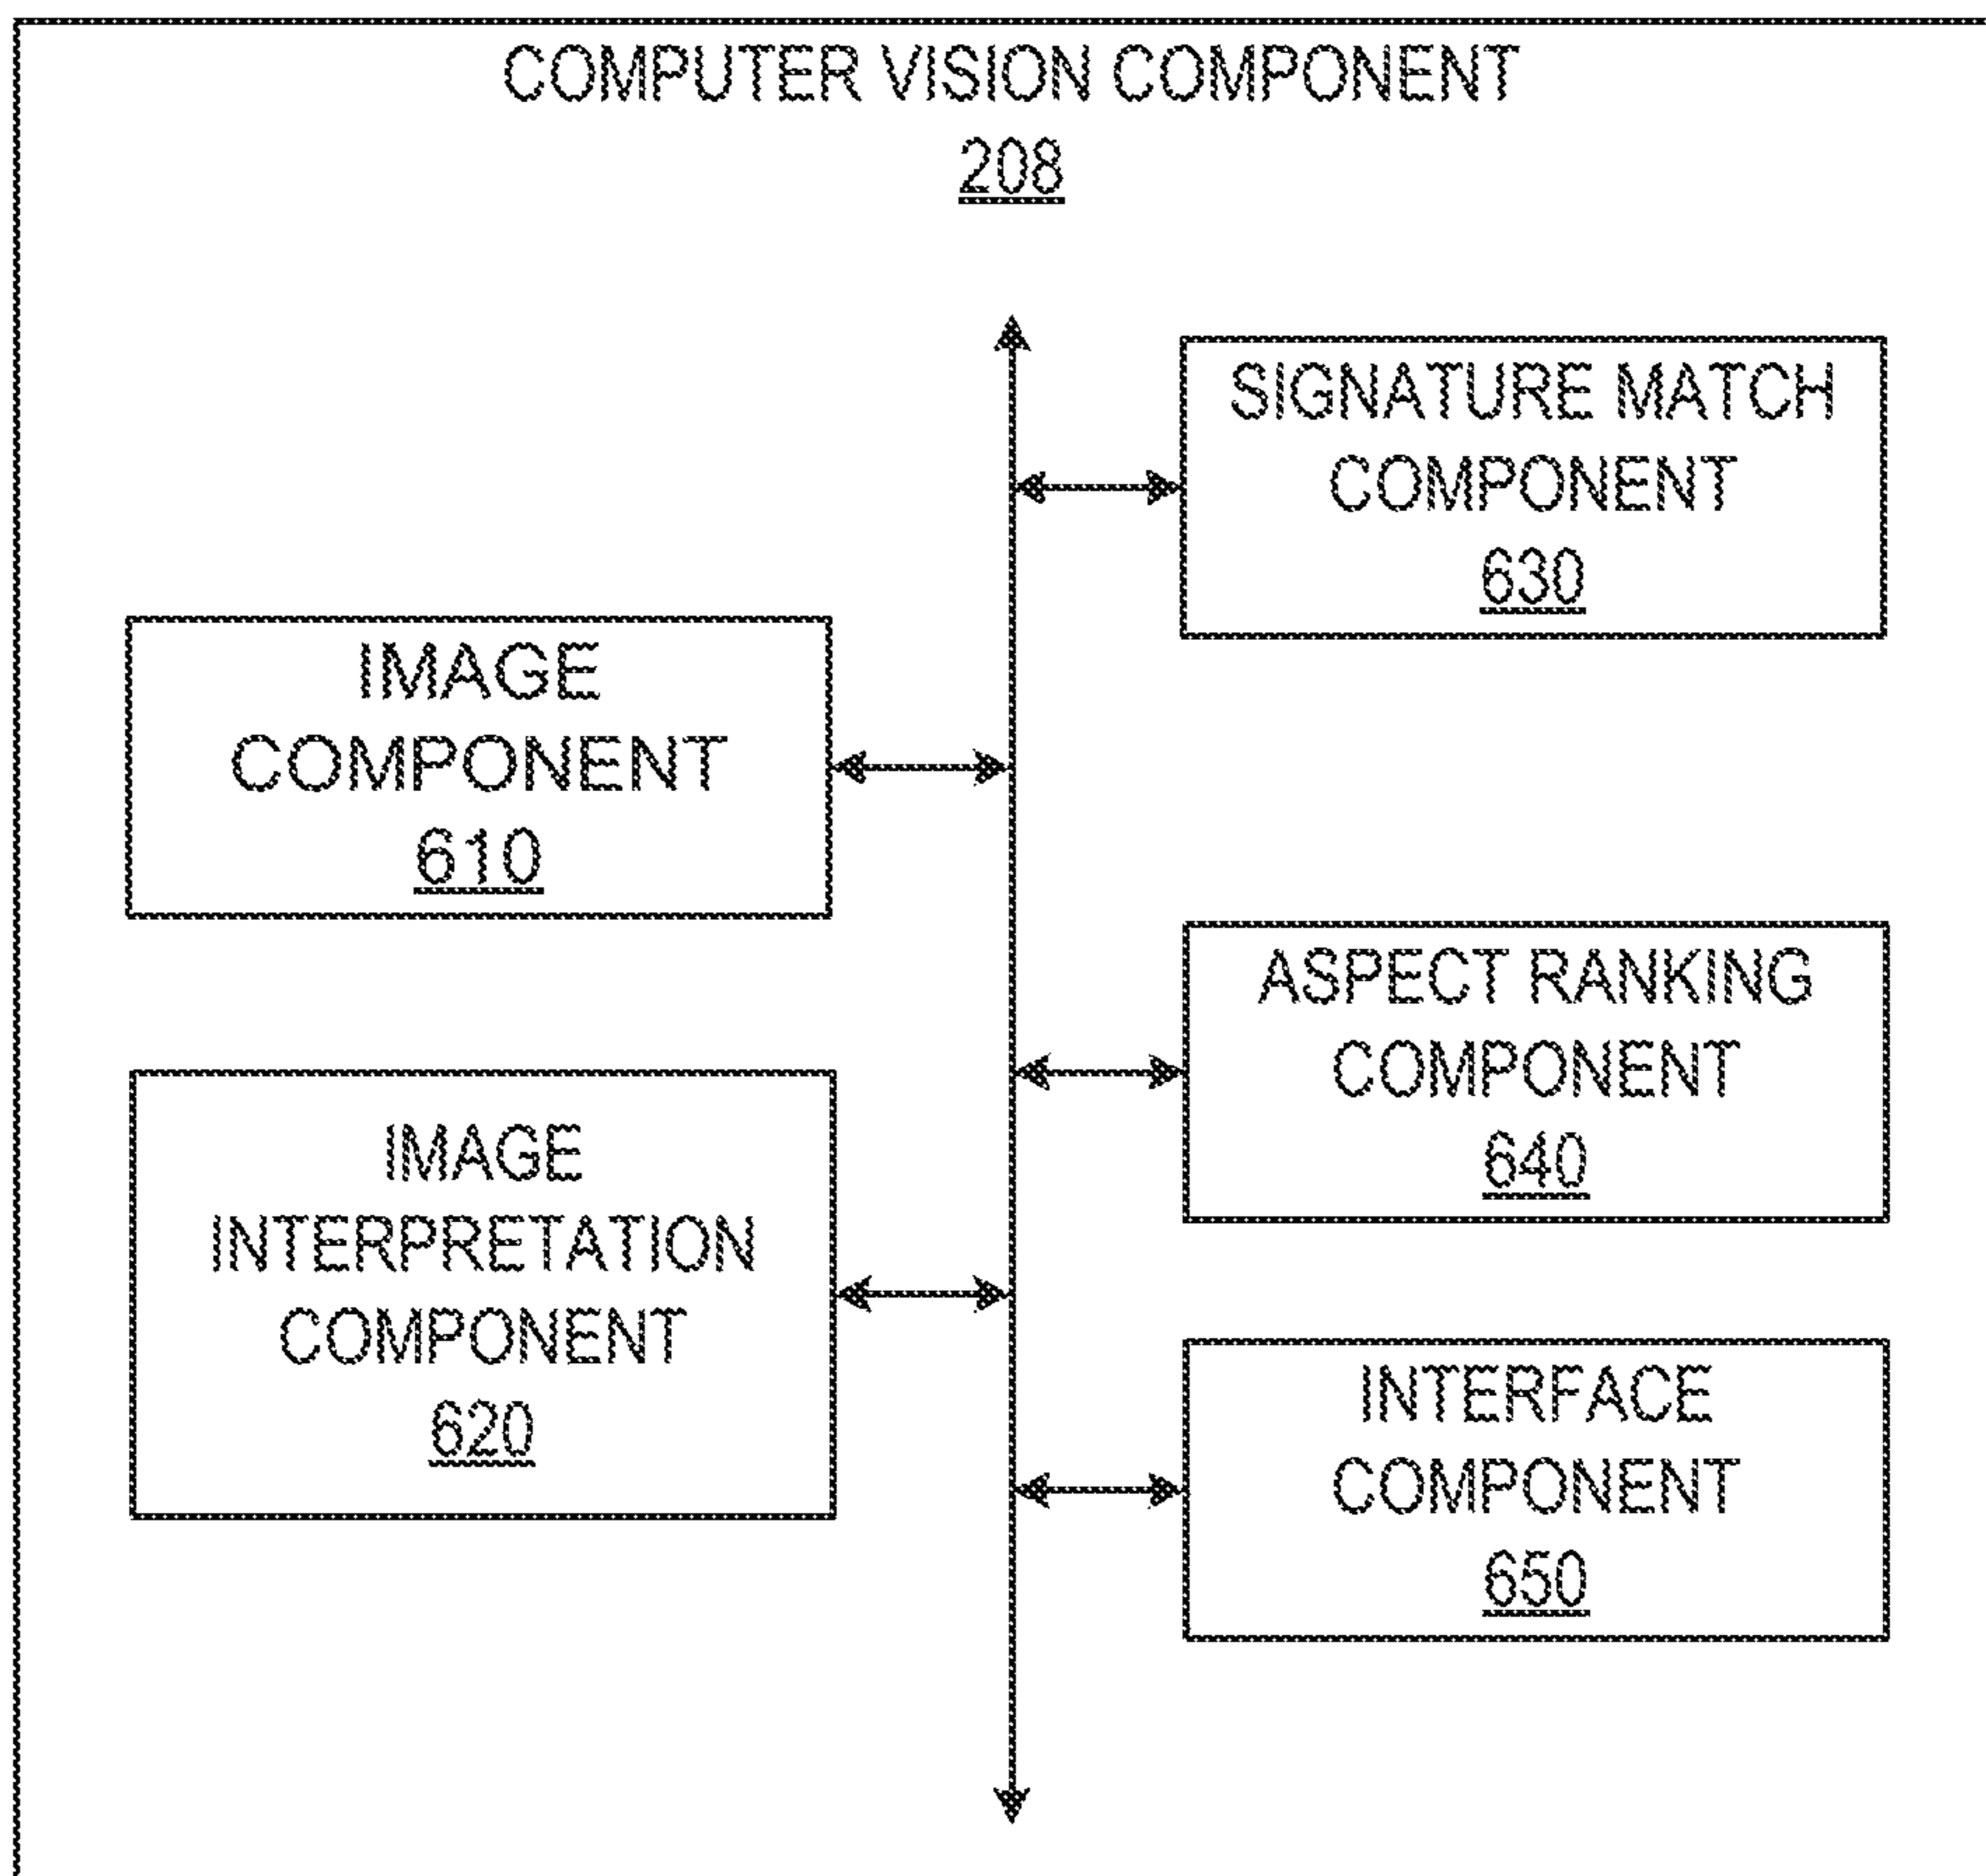 COMPUTER VISION COMPONENT
208
SIGNATURE MATCH
COMPONENT
630
IMAGE
COMPONENT
610
ASPECT RANKING
COMPONENT
640
IMAGE
INTERPRETATION
COMPONENT
620
INTERFACE
COMPONENT
650